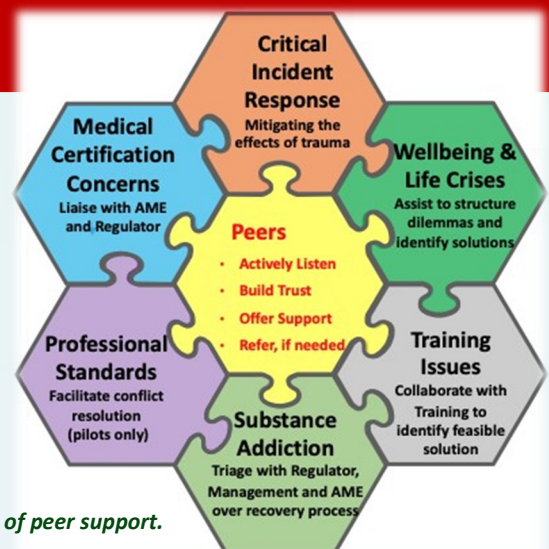 Critical
Incident
Response
Mitigating the
effects of trauma
Medical
Certification
Concerns
Liaise with AME
and Regulator
Wellbeing &
Life Crises
Assist to structure
dilemmas and
identify solutions
Peers
• Actively Listen
• Build Trust
• Offer Support
• Refer, if needed
Professional
Standards
Facilitate conflict
resolution
(pilots only)
Training
Issues
Collaborate with
Training to
identify feasible
solution
Substance
Addiction
Triage with Regulator,
Management and AME
over recovery process
of peer support.